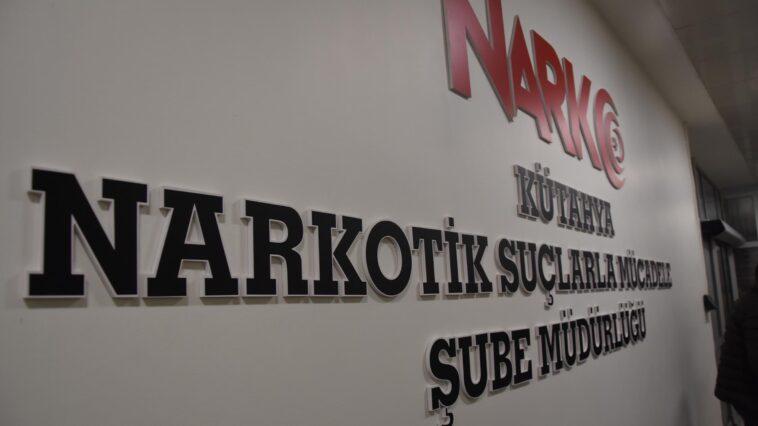 NARKO
KÜTAHYA
NARKOTİK SUÇLARLA MÜCADELE
ŞUBE MÜDÜRLÜĞÜ